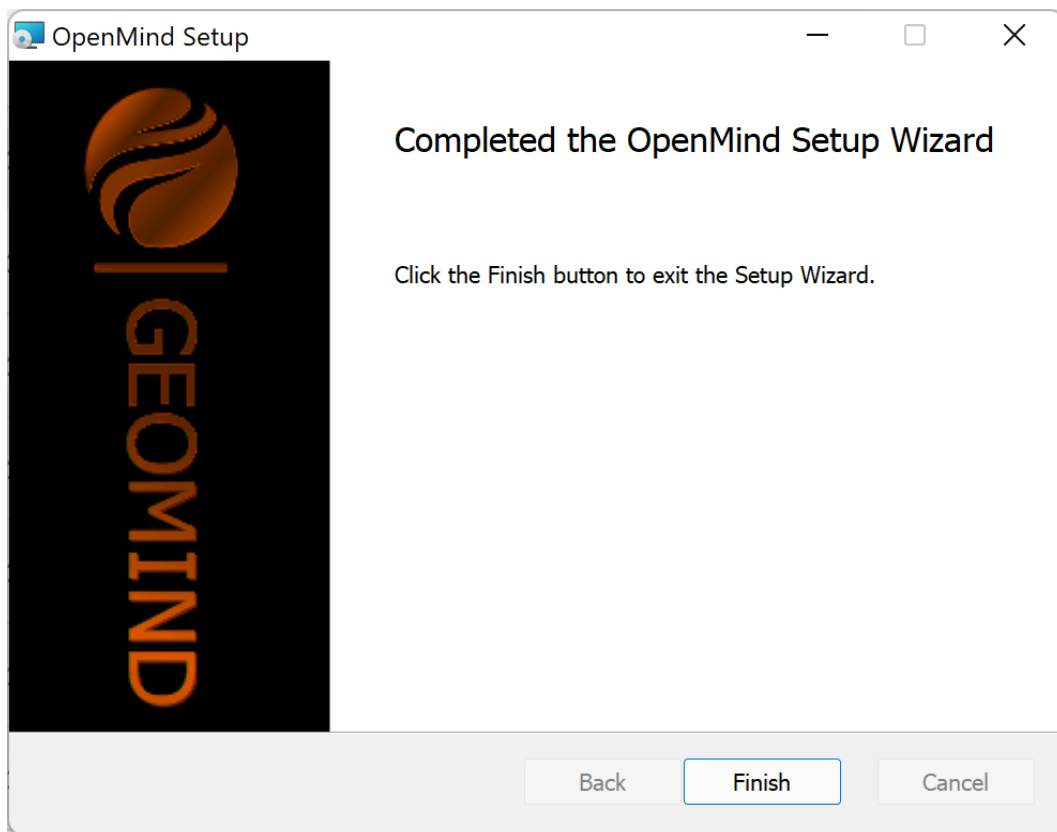 OpenMind Setup
GEOMIND
Completed the OpenMind Setup Wizard
Click the Finish button to exit the Setup Wizard.
Back
Finish
Cancel